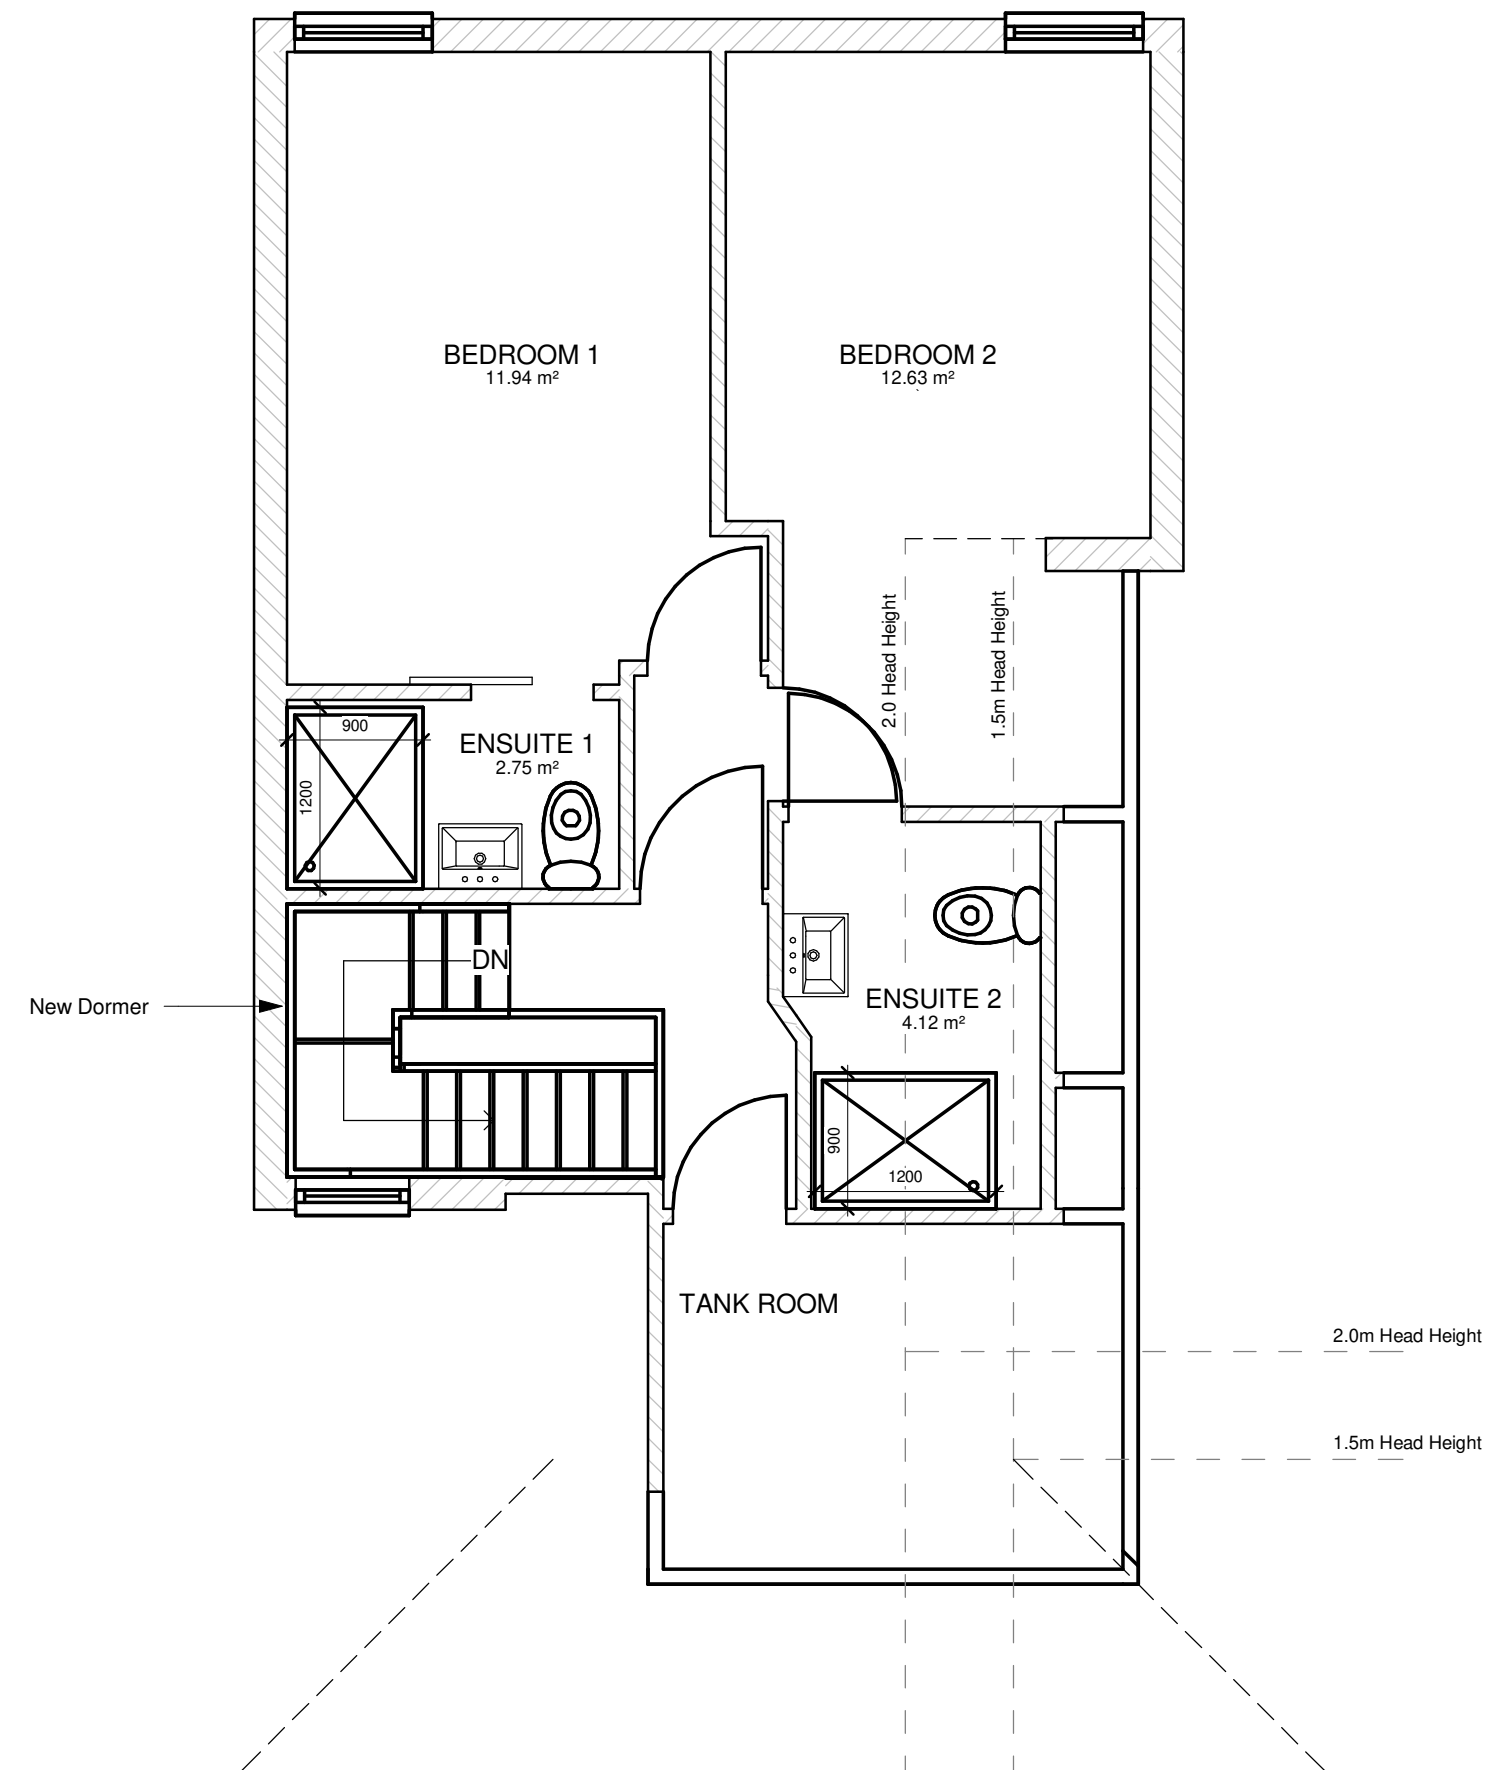 BEDROOM 1
11.94 m²
BEDROOM 2
12.63 m²
2.0 Head Height
1.5m Head Height
900
1200
ENSUITE 1
2.75 m²
DN
New Dormer
ENSUITE 2
4.12 m²
900
1200
TANK ROOM
2.0m Head Height
1.5m Head Height